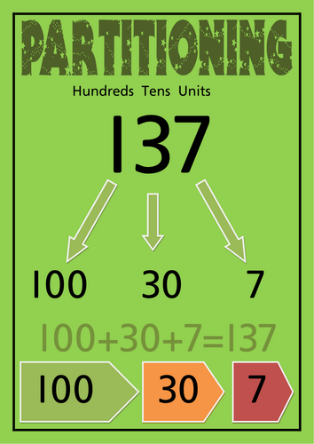 PARTITIONING
Hundreds Tens Units
137
100 30 7
100+30+7=137
100 30 7